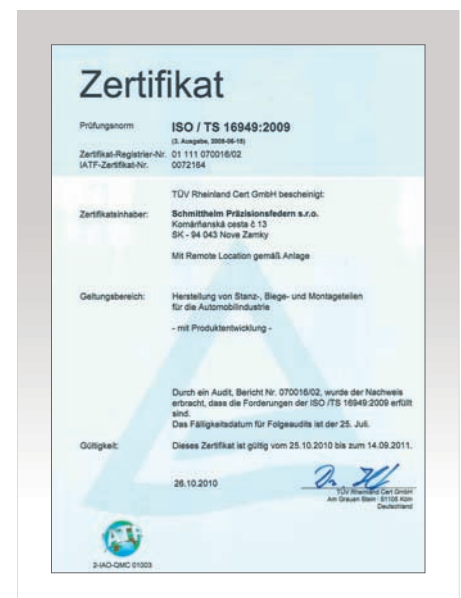 Zertifikat
Prüfungsnorm ISO / TS 16949:2009
(3. Ausgabe, 2009-06-15)
Zertifikat-Registrier-Nr. 01 111 070016/02
IATF-Zertifikat-Nr. 0072164
TÜV Rheinland Cert GmbH bescheinigt:
Zertifikatsinhaber: Schmitthelm Präzisionsfedern s.r.o.
Komárňanská cesta č 13
SK - 94 043 Nove Zamky
Mit Remote Location gemäß Anlage
Geltungsbereich: Herstellung von Stanz-, Biege- und Montageteilen
für die Automobilindustrie
- mit Produktentwicklung -
Durch ein Audit, Bericht Nr. 070016/02, wurde der Nachweis
erbracht, dass die Forderungen der ISO /TS 16949:2009 erfüllt
sind.
Das Fälligkeitsdatum für Folgeaudits ist der 25. Juli.
Gültigkeit: Dieses Zertifikat ist gültig vom 25.10.2010 bis zum 14.09.2011.
26.10.2010
TÜV Rheinland Cert GmbH
Am Grauen Stein · 51105 Köln
Deutschland
IATF
2-IAO-QMC 01003